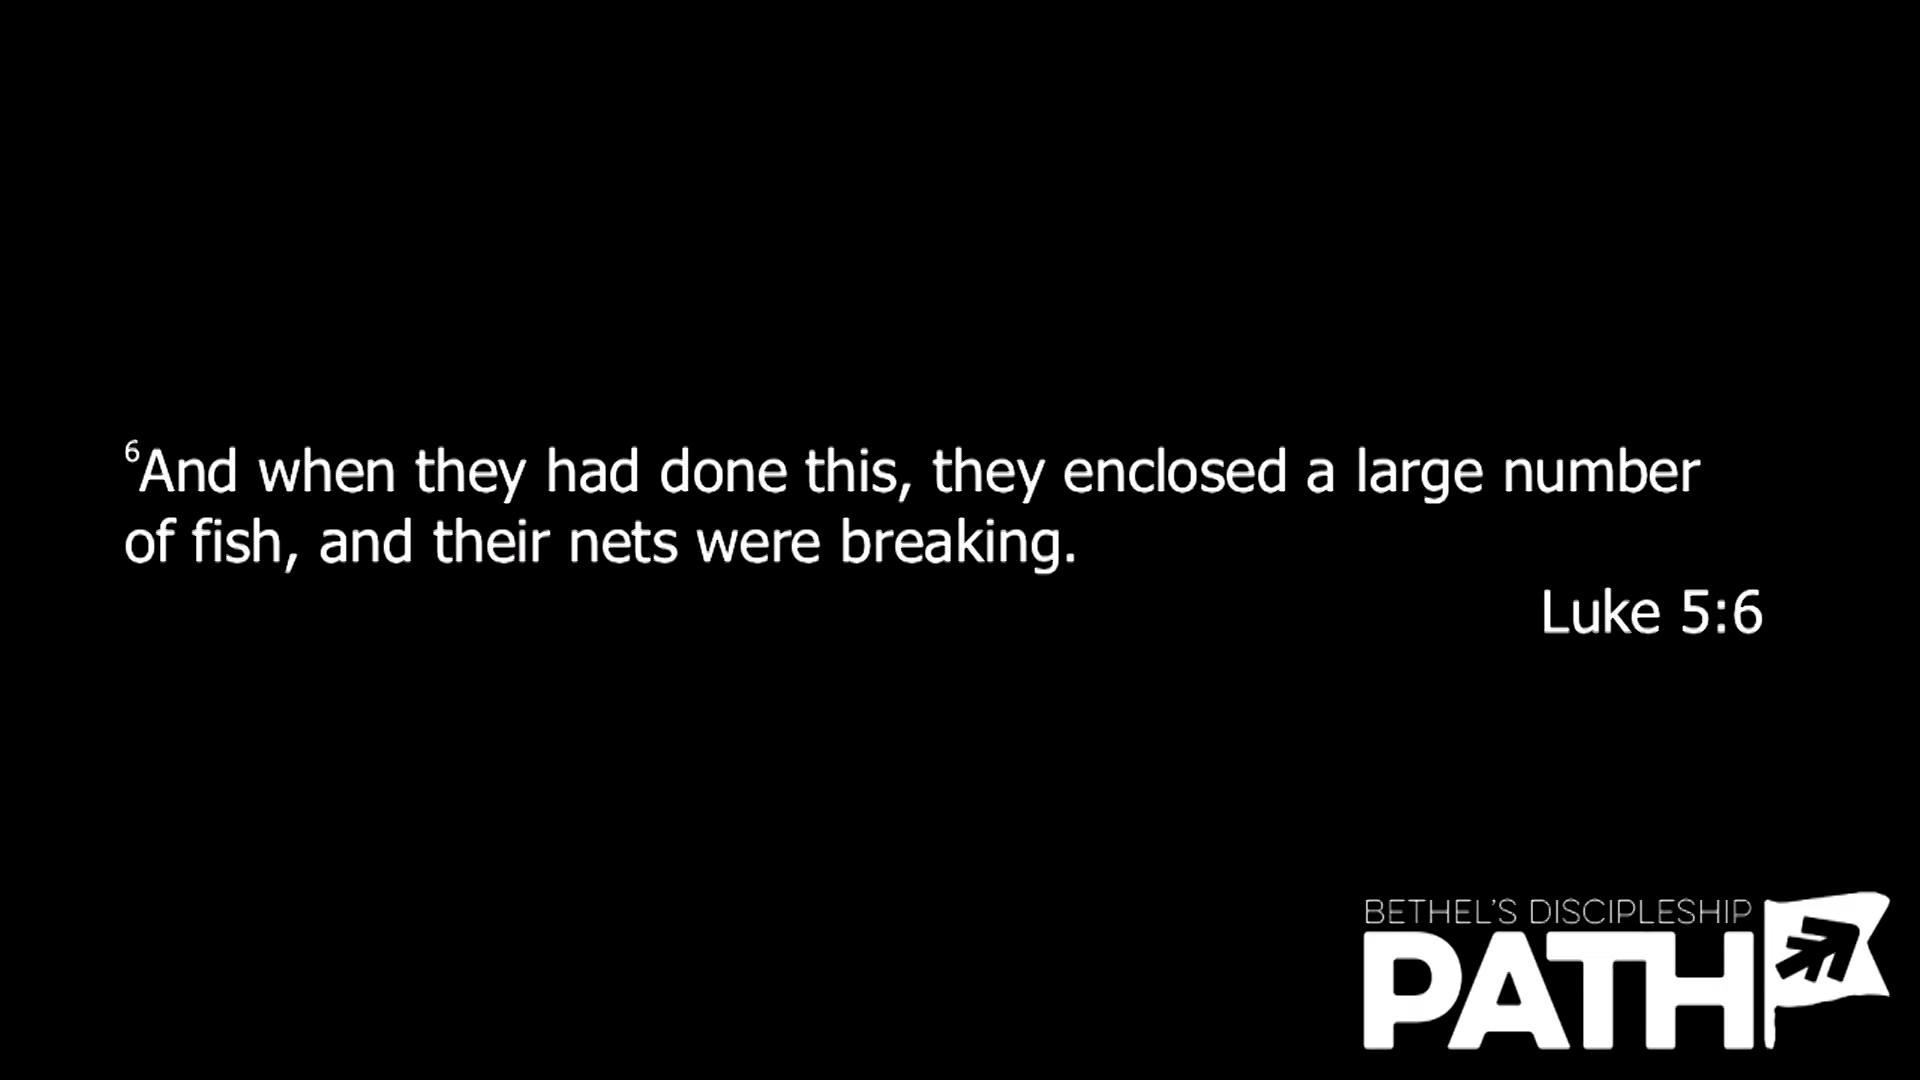 ⁶And when they had done this, they enclosed a large number
of fish, and their nets were breaking.
Luke 5:6
BETHEL'S DISCIPLESHIP
PATH